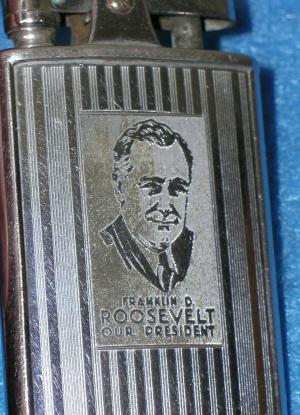 FRANKLIN D.
ROOSEVELT
OUR PRESIDENT